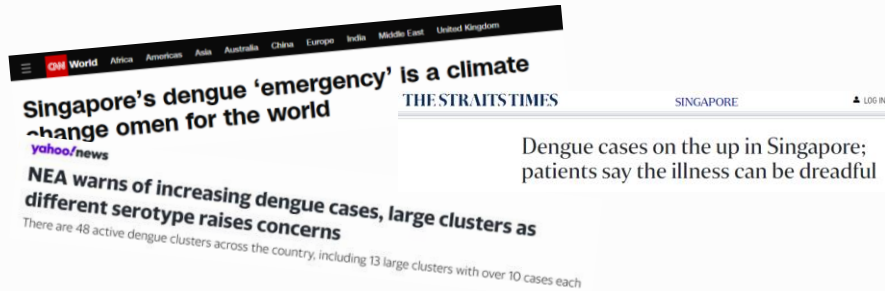 CNN World Africa Americas Asia Australia China Europe India Middle East United Kingdom
Singapore's dengue 'emergency' is a climate
change omen for the world
THE STRAITS TIMES SINGAPORE LOG IN
Dengue cases on the up in Singapore;
patients say the illness can be dreadful
yahoo!news
NEA warns of increasing dengue cases, large clusters as
different serotype raises concerns
There are 48 active dengue clusters across the country, including 13 large clusters with over 10 cases each